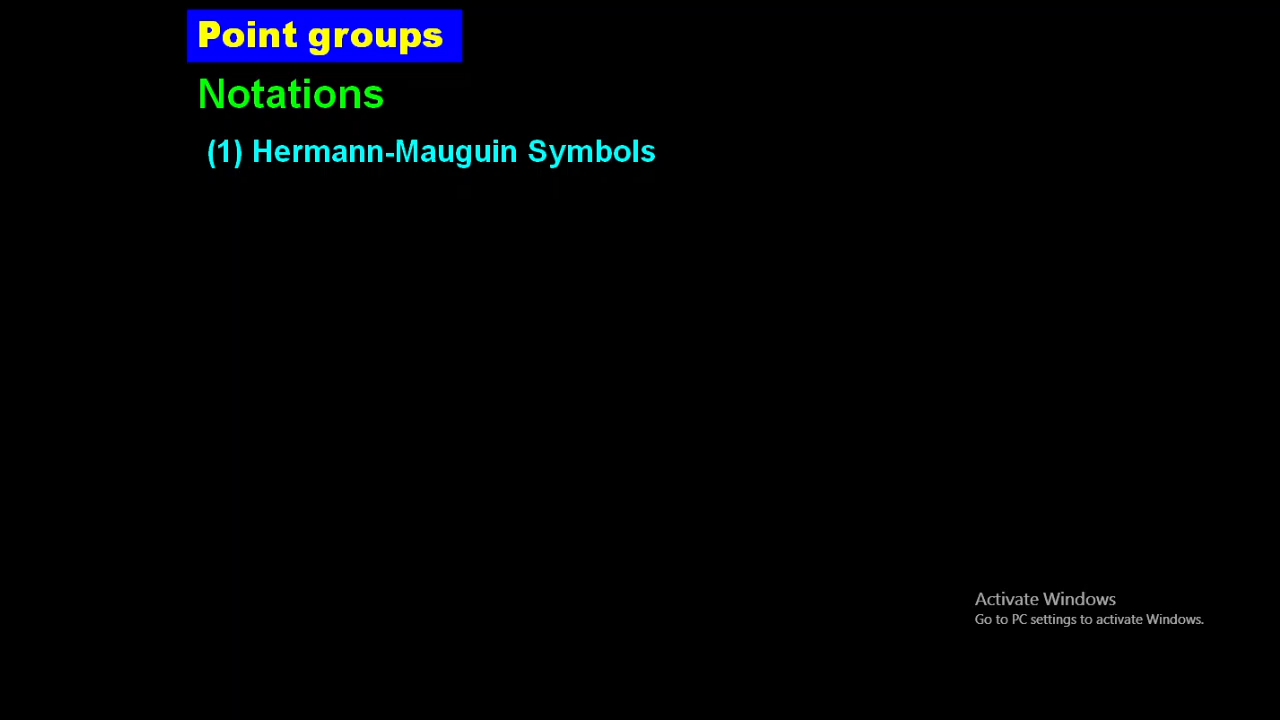 Point groups
Notations
(1) Hermann-Mauguin Symbols
Activate Windows
Go to PC settings to activate Windows.